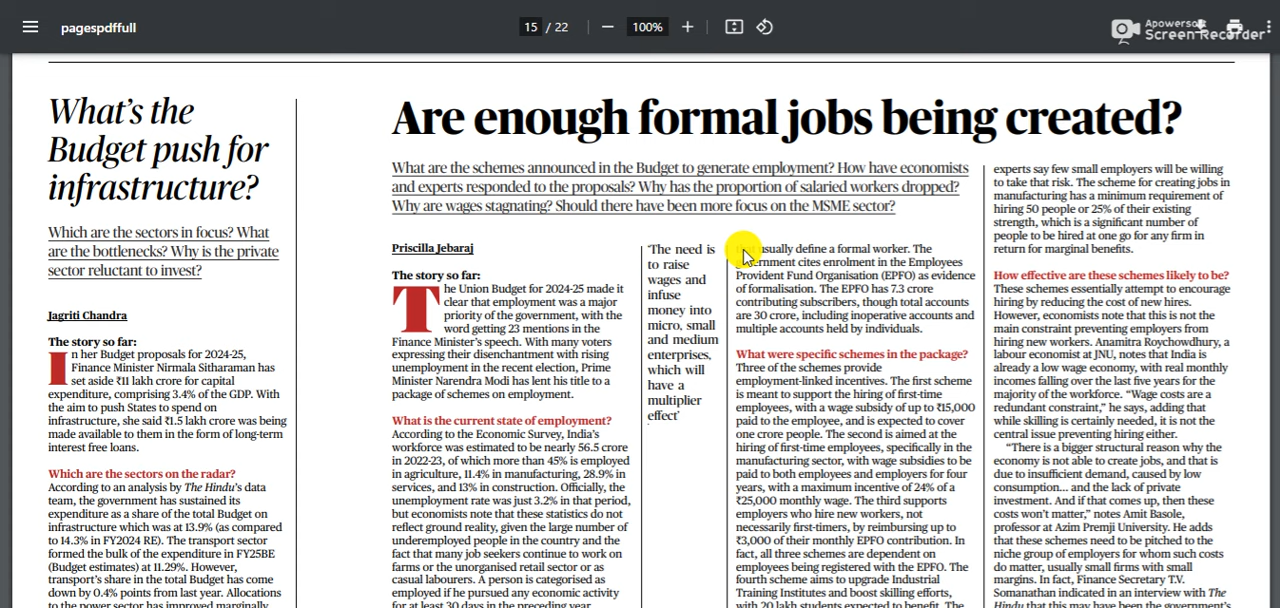 pagespdffull
15 / 22
100%
Apowersoft
Screen Recorder
What's the
Budget push for
infrastructure?
Which are the sectors in focus? What
are the bottlenecks? Why is the private
sector reluctant to invest?
Jagriti Chandra
The story so far:
In her Budget proposals for 2024-25,
Finance Minister Nirmala Sitharaman has
set aside ₹11 lakh crore for capital
expenditure, comprising 3.4% of the GDP. With
the aim to push States to spend on
infrastructure, she said ₹1.5 lakh crore was being
made available to them in the form of long-term
interest free loans.
Which are the sectors on the radar?
According to an analysis by The Hindu's data
team, the government has sustained its
expenditure as a share of the total Budget on
infrastructure which was at 13.9% (as compared
to 14.3% in FY2024 RE). The transport sector
formed the bulk of the expenditure in FY25BE
(Budget estimates) at 11.29%. However,
transport's share in the total Budget has come
down by 0.4% points from last year. Allocations
to the power sector has improved marginally
Are enough formal jobs being created?
What are the schemes announced in the Budget to generate employment? How have economists
and experts responded to the proposals? Why has the proportion of salaried workers dropped?
Why are wages stagnating? Should there have been more focus on the MSME sector?
Priscilla Jebaraj
The story so far:
The Union Budget for 2024-25 made it
clear that employment was a major
priority of the government, with the
word getting 23 mentions in the
Finance Minister's speech. With many voters
expressing their disenchantment with rising
unemployment in the recent election, Prime
Minister Narendra Modi has lent his title to a
package of schemes on employment.
What is the current state of employment?
According to the Economic Survey, India's
workforce was estimated to be nearly 56.5 crore
in 2022-23, of which more than 45% is employed
in agriculture, 11.4% in manufacturing, 28.9% in
services, and 13% in construction. Officially, the
unemployment rate was just 3.2% in that period,
but economists note that these statistics do not
reflect ground reality, given the large number of
underemployed people in the country and the
fact that many job seekers continue to work on
farms or the unorganised retail sector or as
casual labourers. A person is categorised as
employed if he pursued any economic activity
for at least 30 days in the preceding year
'The need is
to raise
wages and
infuse
money into
micro, small
and medium
enterprises,
which will
have a
multiplier
effect'
usually define a formal worker. The
government cites enrolment in the Employees
Provident Fund Organisation (EPFO) as evidence
of formalisation. The EPFO has 7.3 crore
contributing subscribers, though total accounts
are 30 crore, including inoperative accounts and
multiple accounts held by individuals.
What were specific schemes in the package?
Three of the schemes provide
employment-linked incentives. The first scheme
is meant to support the hiring of first-time
employees, with a wage subsidy of up to ₹15,000
paid to the employee, and is expected to cover
one crore people. The second is aimed at the
hiring of first-time employees, specifically in the
manufacturing sector, with wage subsidies to be
paid to both employees and employers for four
years, with a maximum incentive of 24% of a
₹25,000 monthly wage. The third supports
employers who hire new workers, not
necessarily first-timers, by reimbursing up to
₹3,000 of their monthly EPFO contribution. In
fact, all three schemes are dependent on
employees being registered with the EPFO. The
fourth scheme aims to upgrade Industrial
Training Institutes and boost skilling efforts,
with 20 lakh students expected to benefit. The
experts say few small employers will be willing
to take that risk. The scheme for creating jobs in
manufacturing has a minimum requirement of
hiring 50 people or 25% of their existing
strength, which is a significant number of
people to be hired at one go for any firm in
return for marginal benefits.
How effective are these schemes likely to be?
These schemes essentially attempt to encourage
hiring by reducing the cost of new hires.
However, economists note that this is not the
main constraint preventing employers from
hiring new workers. Anamitra Roychowdhury, a
labour economist at JNU, notes that India is
already a low wage economy, with real monthly
incomes falling over the last five years for the
majority of the workforce. "Wage costs are a
redundant constraint," he says, adding that
while skilling is certainly needed, it is not the
central issue preventing hiring either.
"There is a bigger structural reason why the
economy is not able to create jobs, and that is
due to insufficient demand, caused by low
consumption... and the lack of private
investment. And if that comes up, then these
costs won't matter," notes Amit Basole,
professor at Azim Premji University. He adds
that these schemes need to be pitched to the
niche group of employers for whom such costs
do matter, usually small firms with small
margins. In fact, Finance Secretary T.V.
Somanathan indicated in an interview with The
Hindu that this may have been the government's